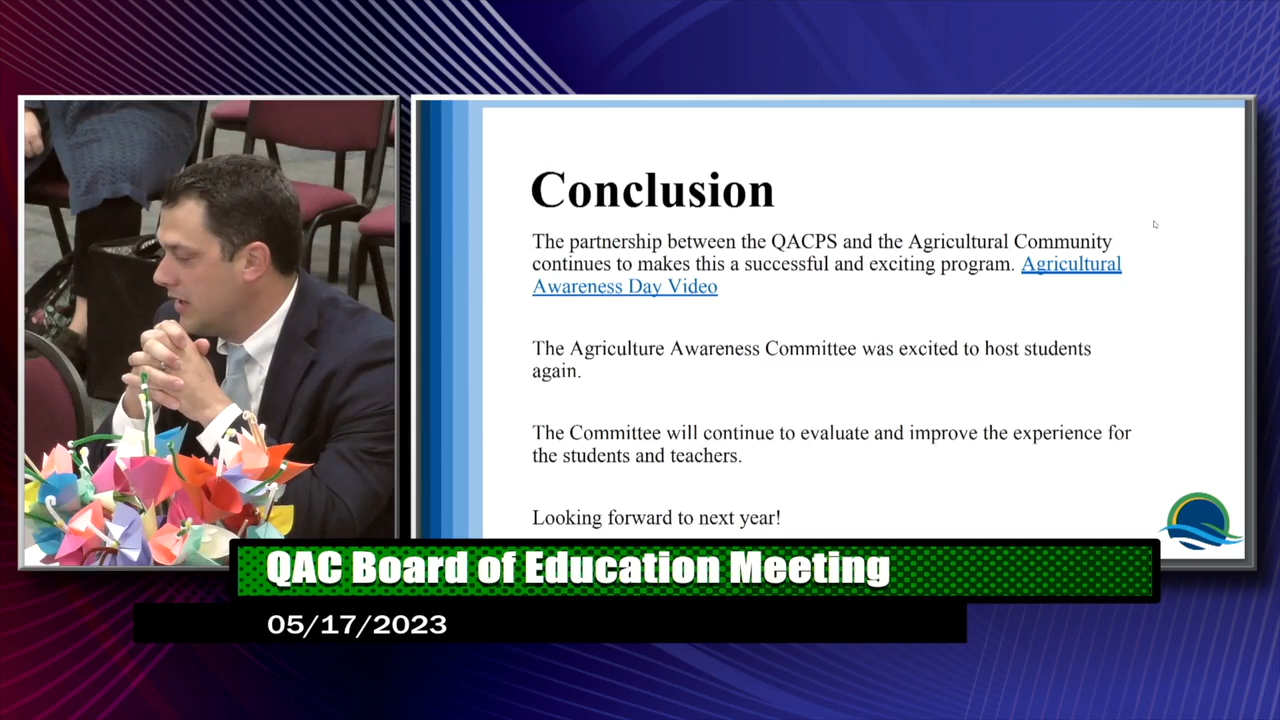 Conclusion
The partnership between the QACPS and the Agricultural Community
continues to makes this a successful and exciting program. Agricultural
Awareness Day Video
The Agriculture Awareness Committee was excited to host students
again.
The Committee will continue to evaluate and improve the experience for
the students and teachers.
Looking forward to next year!
QAC Board of Education Meeting
05/17/2023